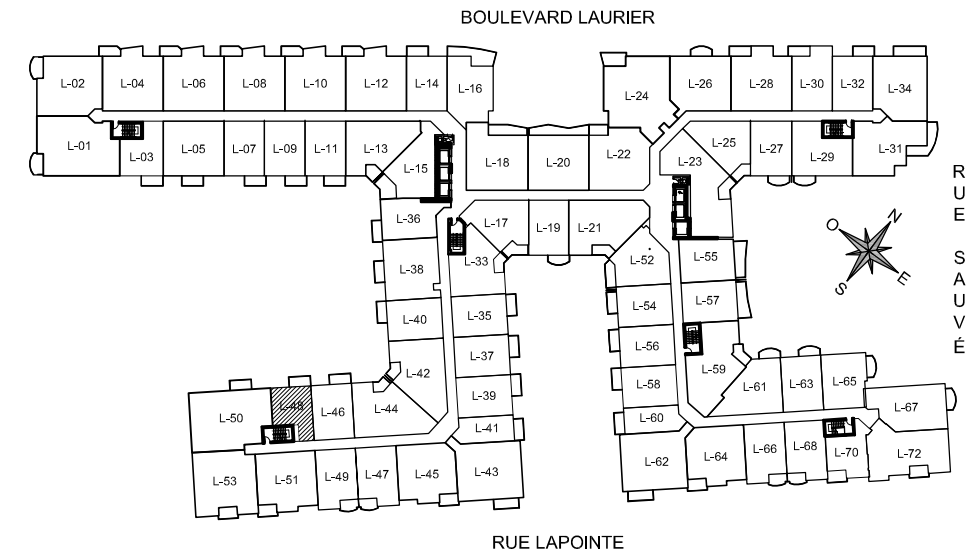 BOULEVARD LAURIER
L-02 L-04 L-06 L-08 L-10 L-12 L-14 L-16 L-24 L-26 L-28 L-30 L-32 L-34
L-01 L-03 L-05 L-07 L-09 L-11 L-13 L-15 L-18 L-20 L-22 L-23 L-25 L-27 L-29 L-31
L-36 L-17 L-19 L-21
L-38 L-33 L-52 L-55
L-40 L-35 L-54 L-57
L-42 L-37 L-56 L-59
L-39 L-58 L-61 L-63 L-65
L-50 L-48 L-46 L-44 L-41 L-60 L-67
L-53 L-51 L-49 L-47 L-45 L-43 L-62 L-64 L-66 L-68 L-70 L-72
RUE SAUVÉ
N
O
E
S
RUE LAPOINTE